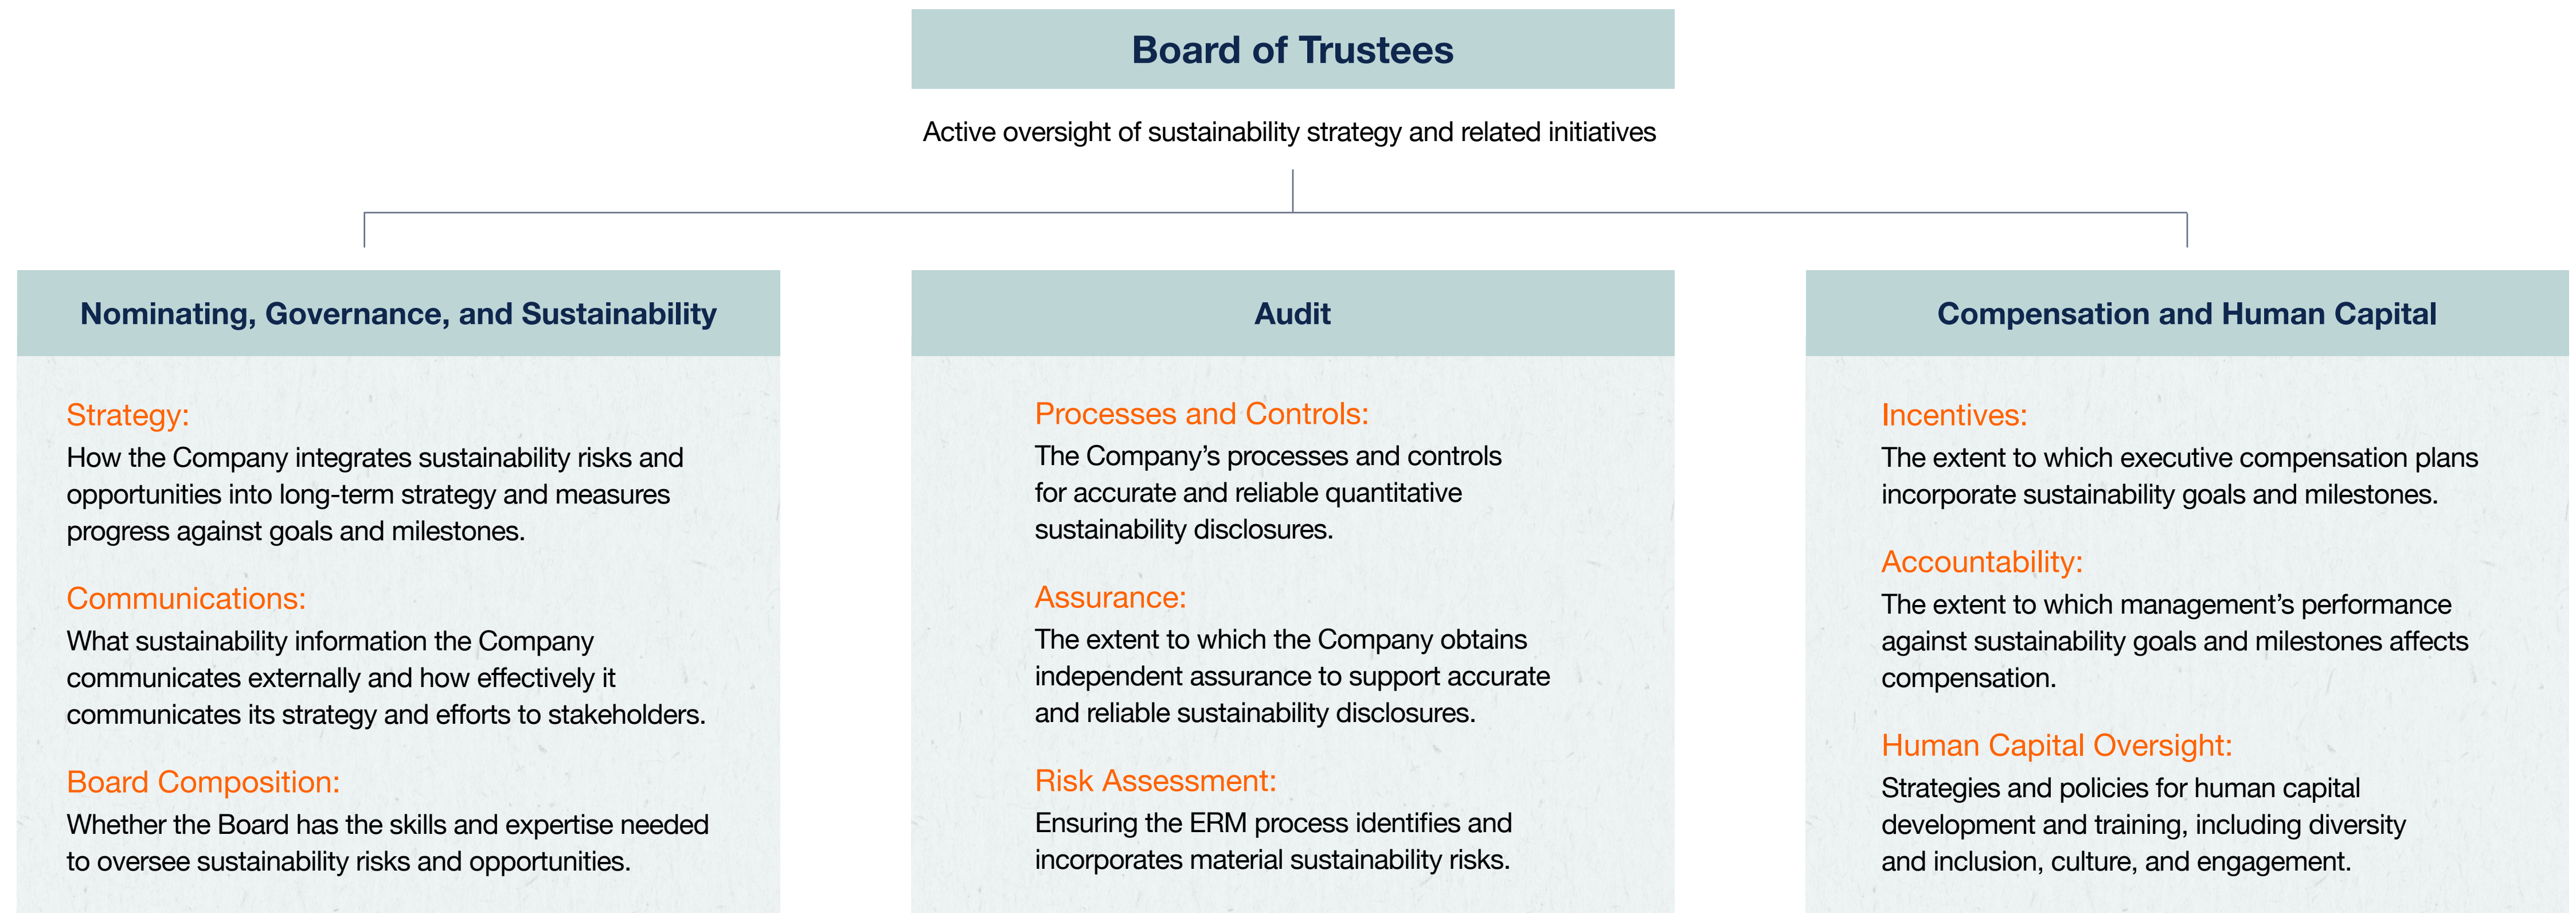 Board of Trustees
Active oversight of sustainability strategy and related initiatives
Nominating, Governance, and Sustainability
Strategy:
How the Company integrates sustainability risks and
opportunities into long-term strategy and measures
progress against goals and milestones.
Communications:
What sustainability information the Company
communicates externally and how effectively it
communicates its strategy and efforts to stakeholders.
Board Composition:
Whether the Board has the skills and expertise needed
to oversee sustainability risks and opportunities.
Audit
Processes and Controls:
The Company’s processes and controls
for accurate and reliable quantitative
sustainability disclosures.
Assurance:
The extent to which the Company obtains
independent assurance to support accurate
and reliable sustainability disclosures.
Risk Assessment:
Ensuring the ERM process identifies and
incorporates material sustainability risks.
Compensation and Human Capital
Incentives:
The extent to which executive compensation plans
incorporate sustainability goals and milestones.
Accountability:
The extent to which management’s performance
against sustainability goals and milestones affects
compensation.
Human Capital Oversight:
Strategies and policies for human capital
development and training, including diversity
and inclusion, culture, and engagement.